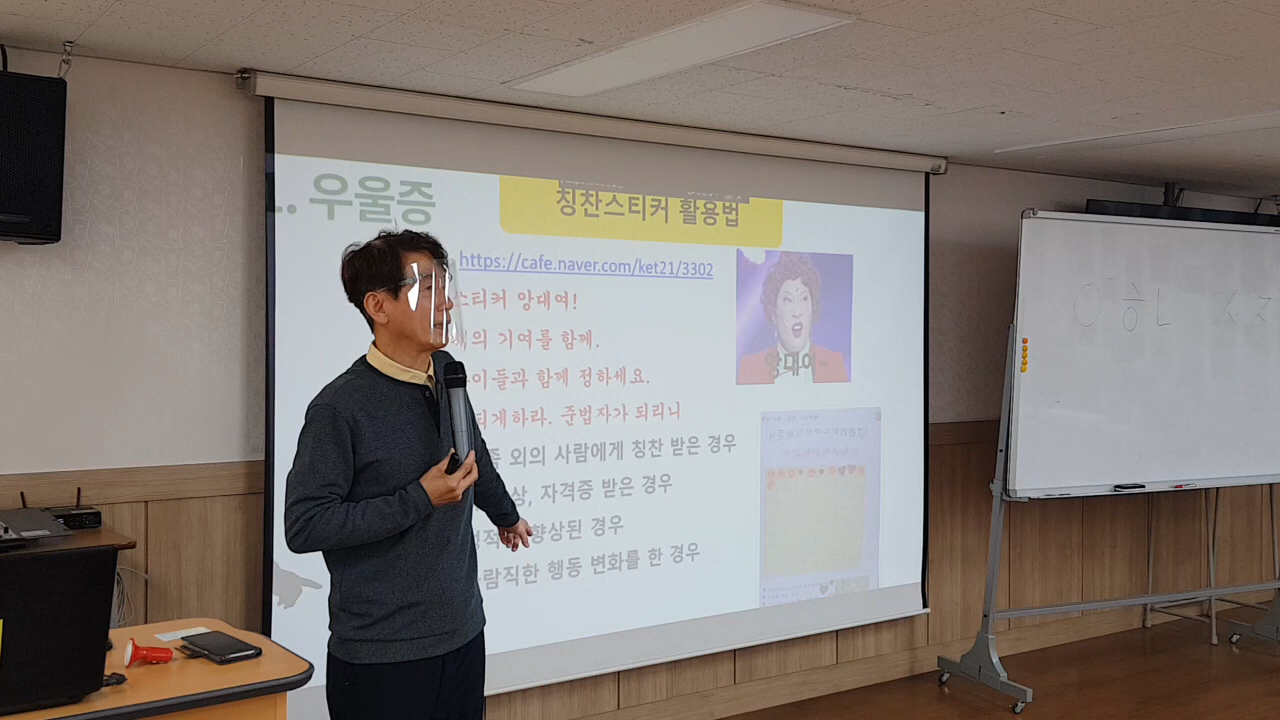 1. 우울증
칭찬스티커 활용법
https://cafe.naver.com/ket21/3302
스티커 앙대여!
의 기여를 함께.
이들과 함께 정하세요.
되게하라. 준법자가 되리니
외의 사람에게 칭찬 받은 경우
상, 자격증 받은 경우
향상된 경우
람직한 행동 변화를 한 경우
앙대여
ㅇ ㅎ ㄴ ㅅ ㅈ